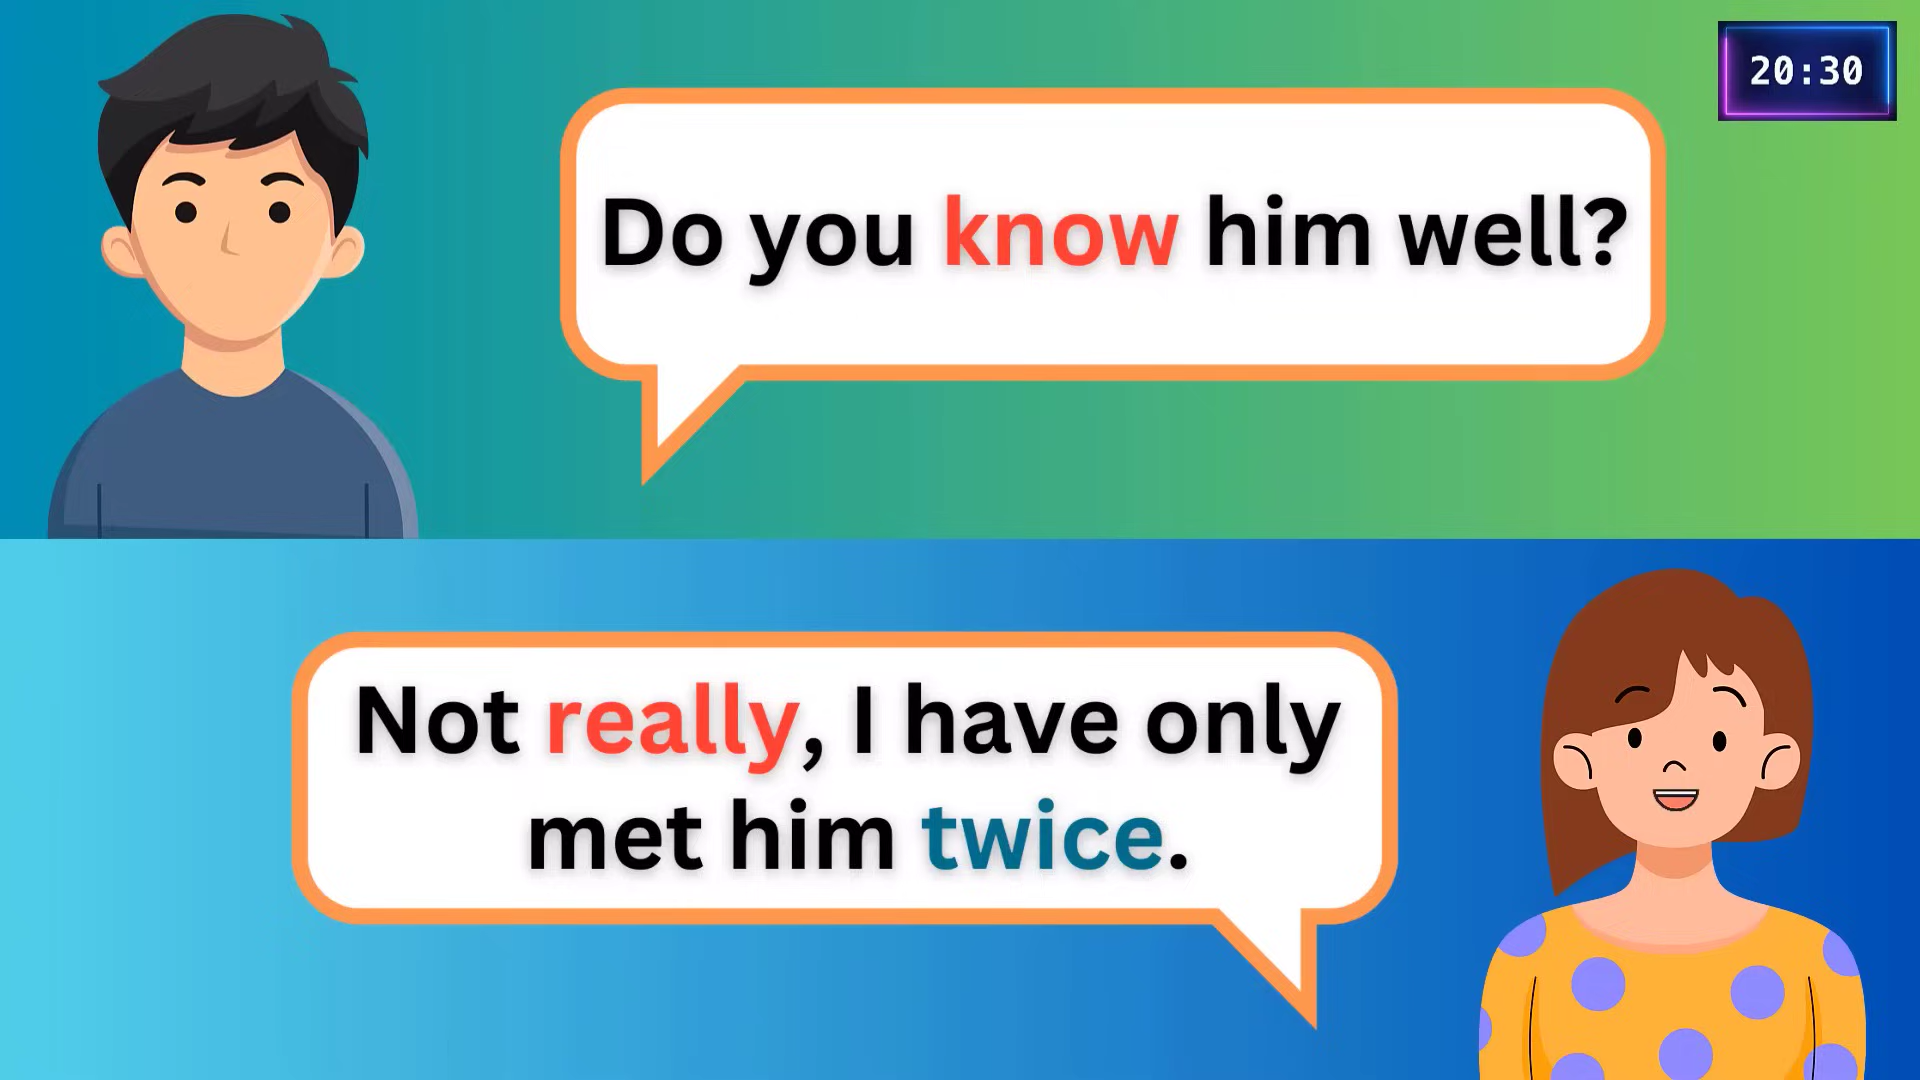 20:30
Do you know him well?
Not really, I have only
met him twice.